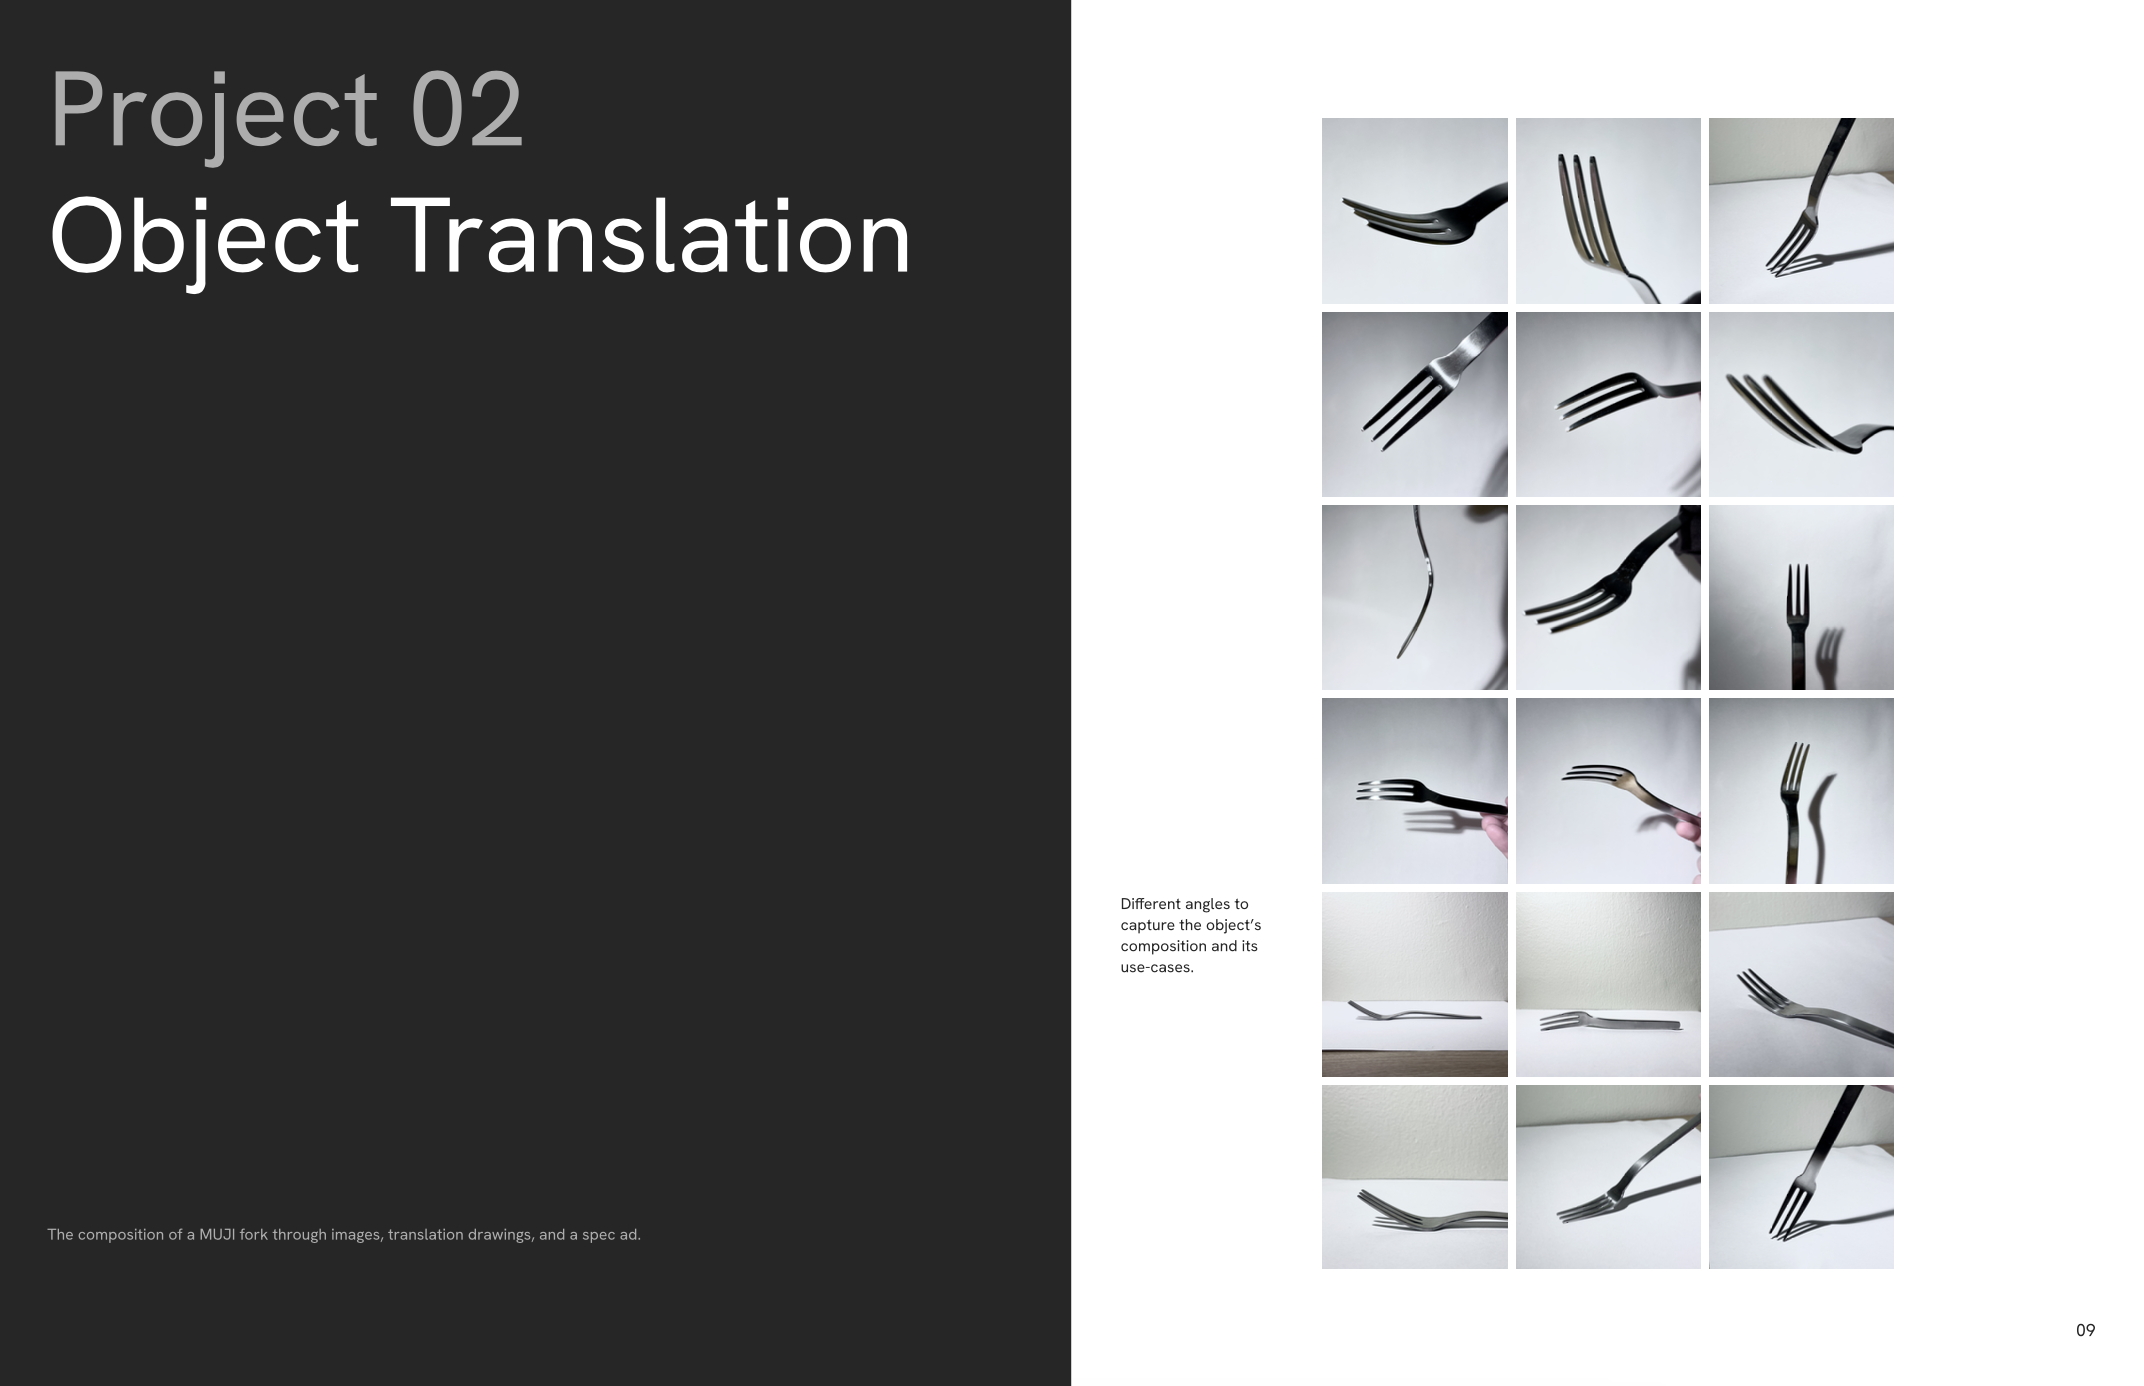 Project 02
Object Translation
The composition of a MUJI fork through images, translation drawings, and a spec ad.
Different angles to
capture the object’s
composition and its
use-cases.
09